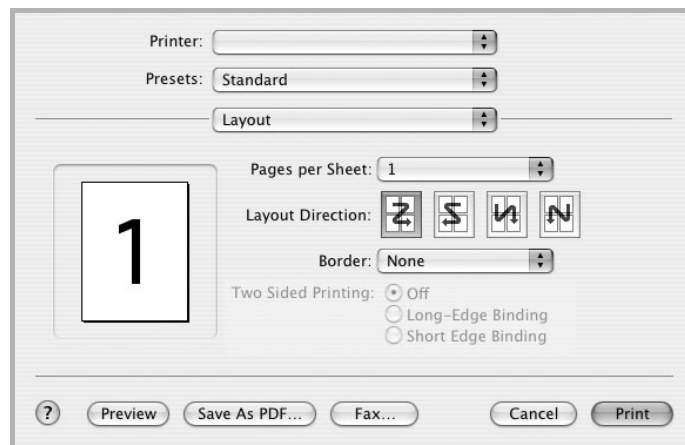 Printer:
Presets: Standard
Layout
Pages per Sheet: 1
Layout Direction:
1
Border: None
Two Sided Printing: Off
Long-Edge Binding
Short Edge Binding
? Preview Save As PDF... Fax... Cancel Print